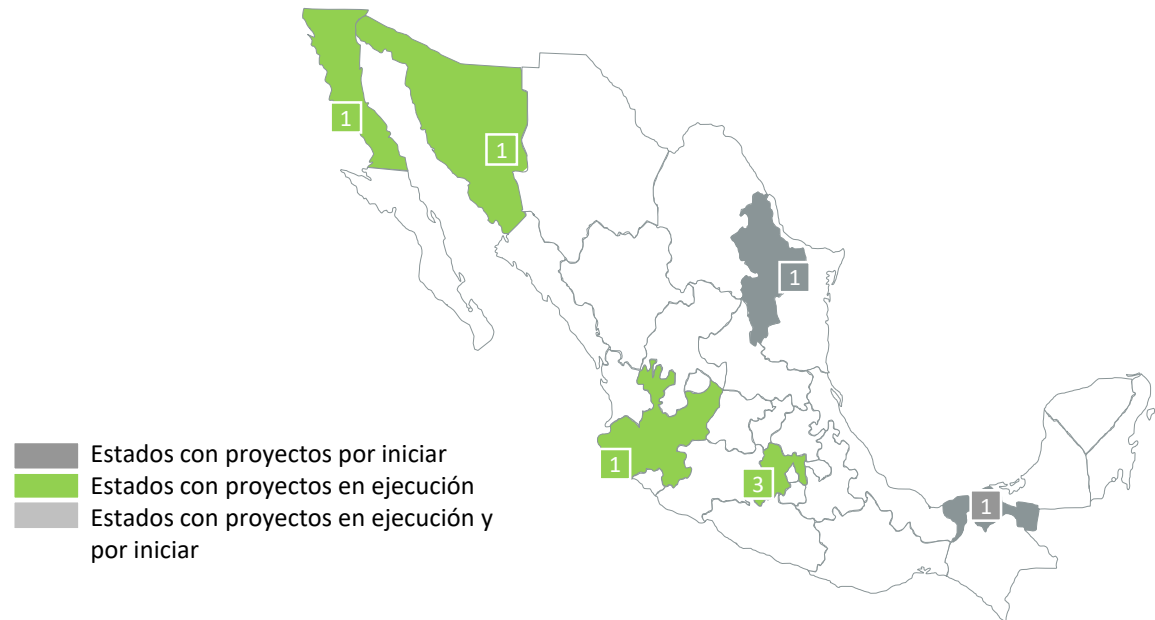 1
1
1
1
3
1
Estados con proyectos por iniciar
Estados con proyectos en ejecución
Estados con proyectos en ejecución y
por iniciar